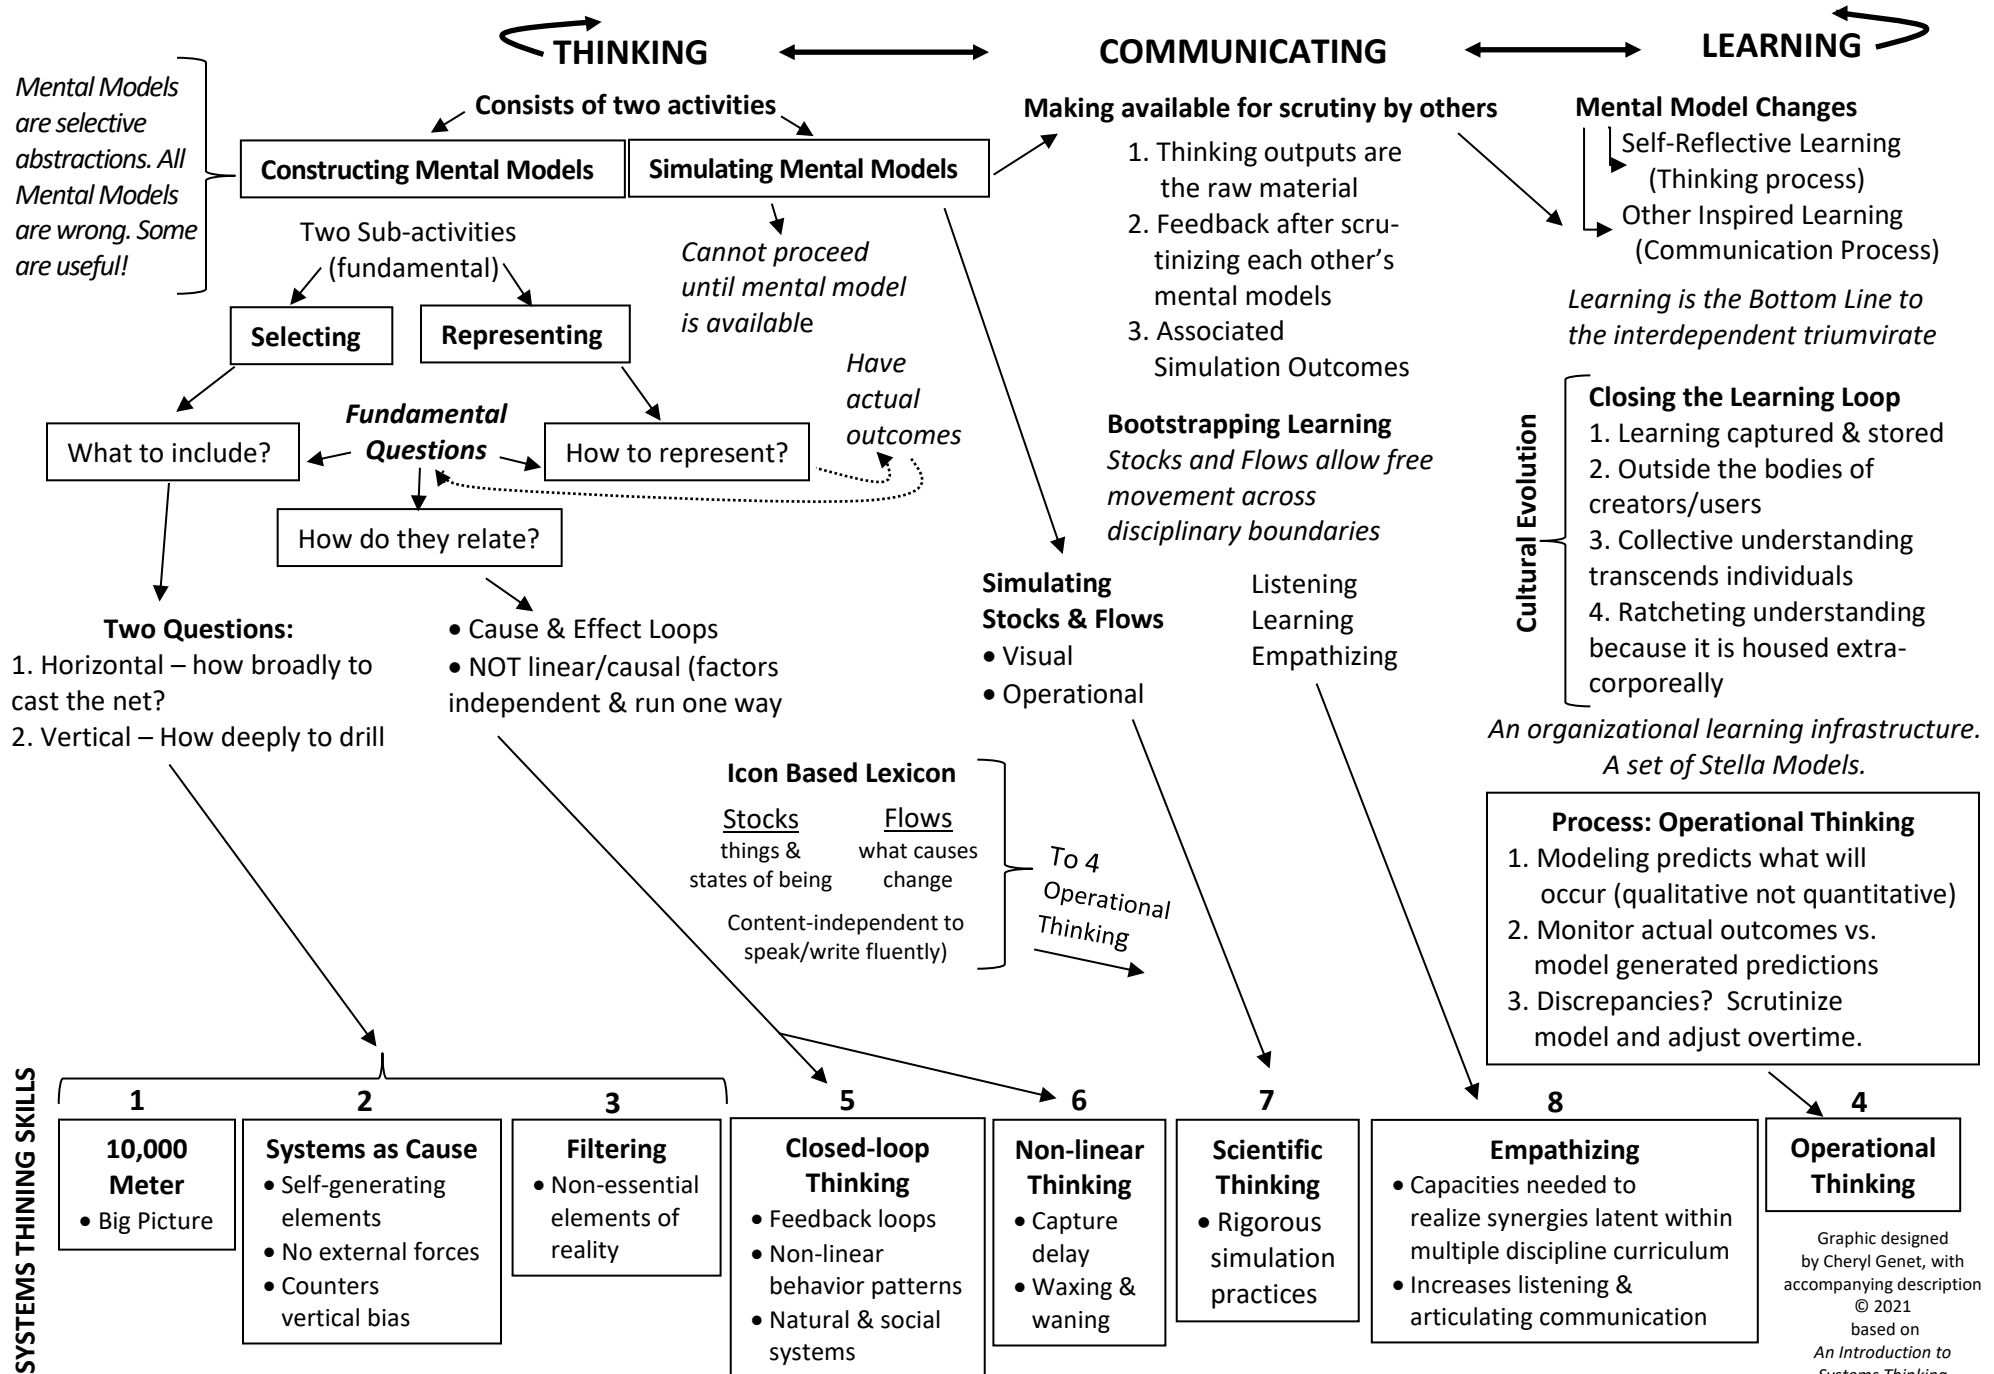 THINKING
COMMUNICATING
LEARNING
Mental Models
are selective
abstractions. All
Mental Models
are wrong. Some
are useful!
Consists of two activities
Constructing Mental Models
Simulating Mental Models
Two Sub-activities
(fundamental)
Selecting
Representing
Cannot proceed
until mental model
is available
Have
actual
outcomes
Fundamental
Questions
What to include?
How to represent?
How do they relate?
Two Questions:
1. Horizontal – how broadly to
cast the net?
2. Vertical – How deeply to drill
• Cause & Effect Loops
• NOT linear/causal (factors
independent & run one way
Making available for scrutiny by others
1. Thinking outputs are
the raw material
2. Feedback after scru-
tinizing each other’s
mental models
3. Associated
Simulation Outcomes
Bootstrapping Learning
Stocks and Flows allow free
movement across
disciplinary boundaries
Simulating
Stocks & Flows
• Visual
• Operational
Listening
Learning
Empathizing
Icon Based Lexicon
Stocks
things &
states of being
Flows
what causes
change
Content-independent to
speak/write fluently)
To 4
Operational
Thinking
Mental Model Changes
Self-Reflective Learning
(Thinking process)
Other Inspired Learning
(Communication Process)
Learning is the Bottom Line to
the interdependent triumvirate
Cultural Evolution
Closing the Learning Loop
1. Learning captured & stored
2. Outside the bodies of
creators/users
3. Collective understanding
transcends individuals
4. Ratcheting understanding
because it is housed extra-
corporeally
An organizational learning infrastructure.
A set of Stella Models.
Process: Operational Thinking
1. Modeling predicts what will
occur (qualitative not quantitative)
2. Monitor actual outcomes vs.
model generated predictions
3. Discrepancies?  Scrutinize
model and adjust overtime.
SYSTEMS THINING SKILLS
1
10,000
Meter
• Big Picture
2
Systems as Cause
• Self-generating
elements
• No external forces
• Counters
vertical bias
3
Filtering
• Non-essential
elements of
reality
5
Closed-loop
Thinking
• Feedback loops
• Non-linear
behavior patterns
• Natural & social
systems
6
Non-linear
Thinking
• Capture
delay
• Waxing &
waning
7
Scientific
Thinking
• Rigorous
simulation
practices
8
Empathizing
• Capacities needed to
realize synergies latent within
multiple discipline curriculum
• Increases listening &
articulating communication
4
Operational
Thinking
Graphic designed
by Cheryl Genet, with
accompanying description
© 2021
based on
An Introduction to
Systems Thinking